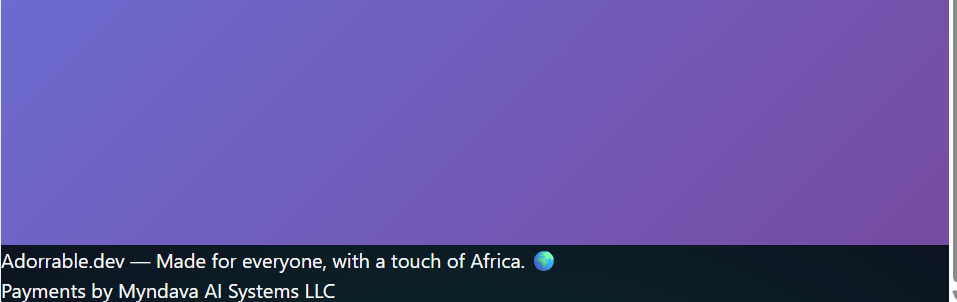 Adorrable.dev — Made for everyone, with a touch of Africa. 🌍
Payments by Myndava AI Systems LLC